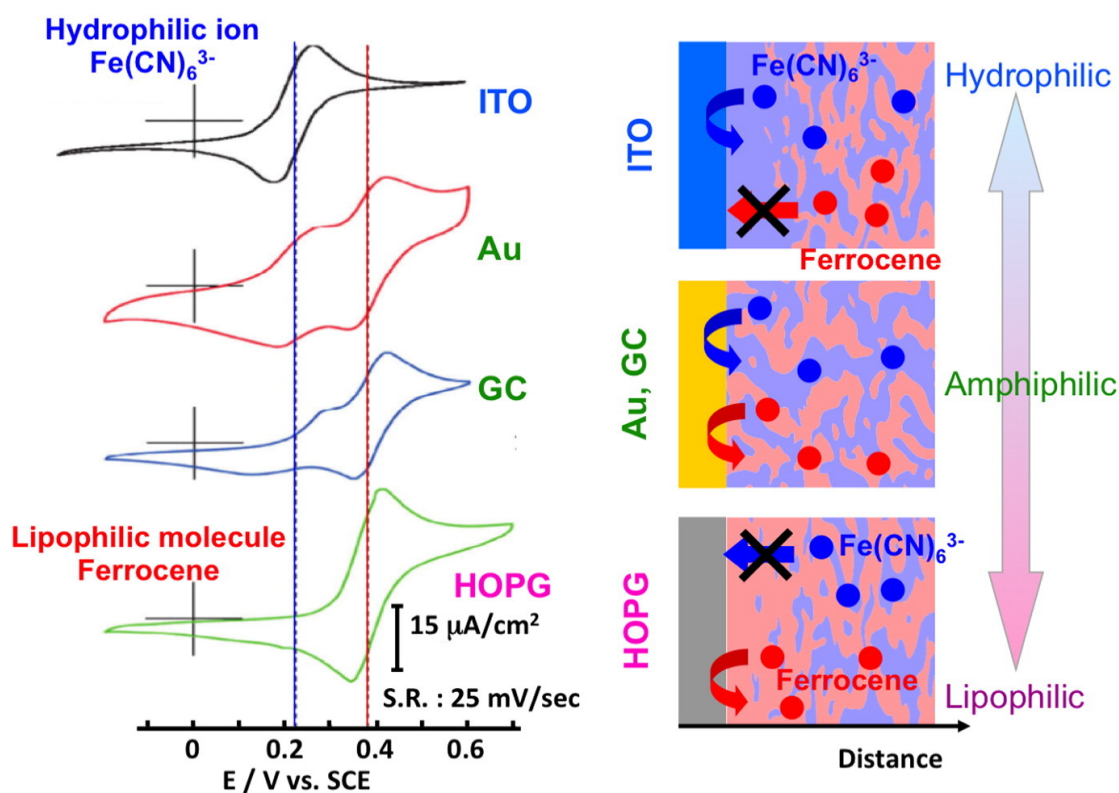 Hydrophilic ion
Fe(CN)₆³⁻
ITO
Au
GC
Lipophilic molecule
Ferrocene
HOPG
15 μA/cm²
S.R. : 25 mV/sec
0 0.2 0.4 0.6
E / V vs. SCE
ITO
Fe(CN)₆³⁻
Ferrocene
Au, GC
HOPG
Fe(CN)₆³⁻
Ferrocene
Distance
Hydrophilic
Amphiphilic
Lipophilic